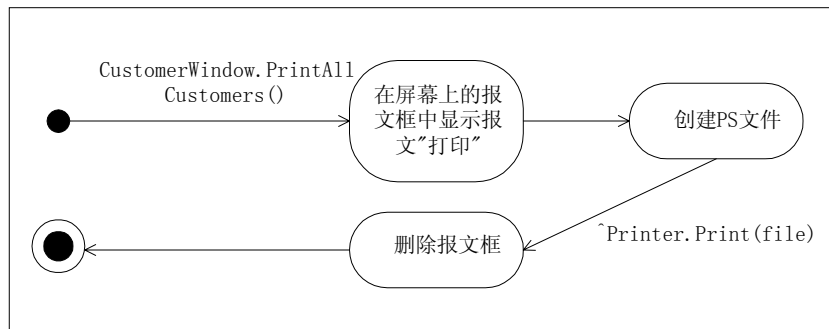 CustomerWindow.PrintAll
Customers()
在屏幕上的报
文框中显示报
文"打印"
创建PS文件
^Printer.Print(file)
删除报文框